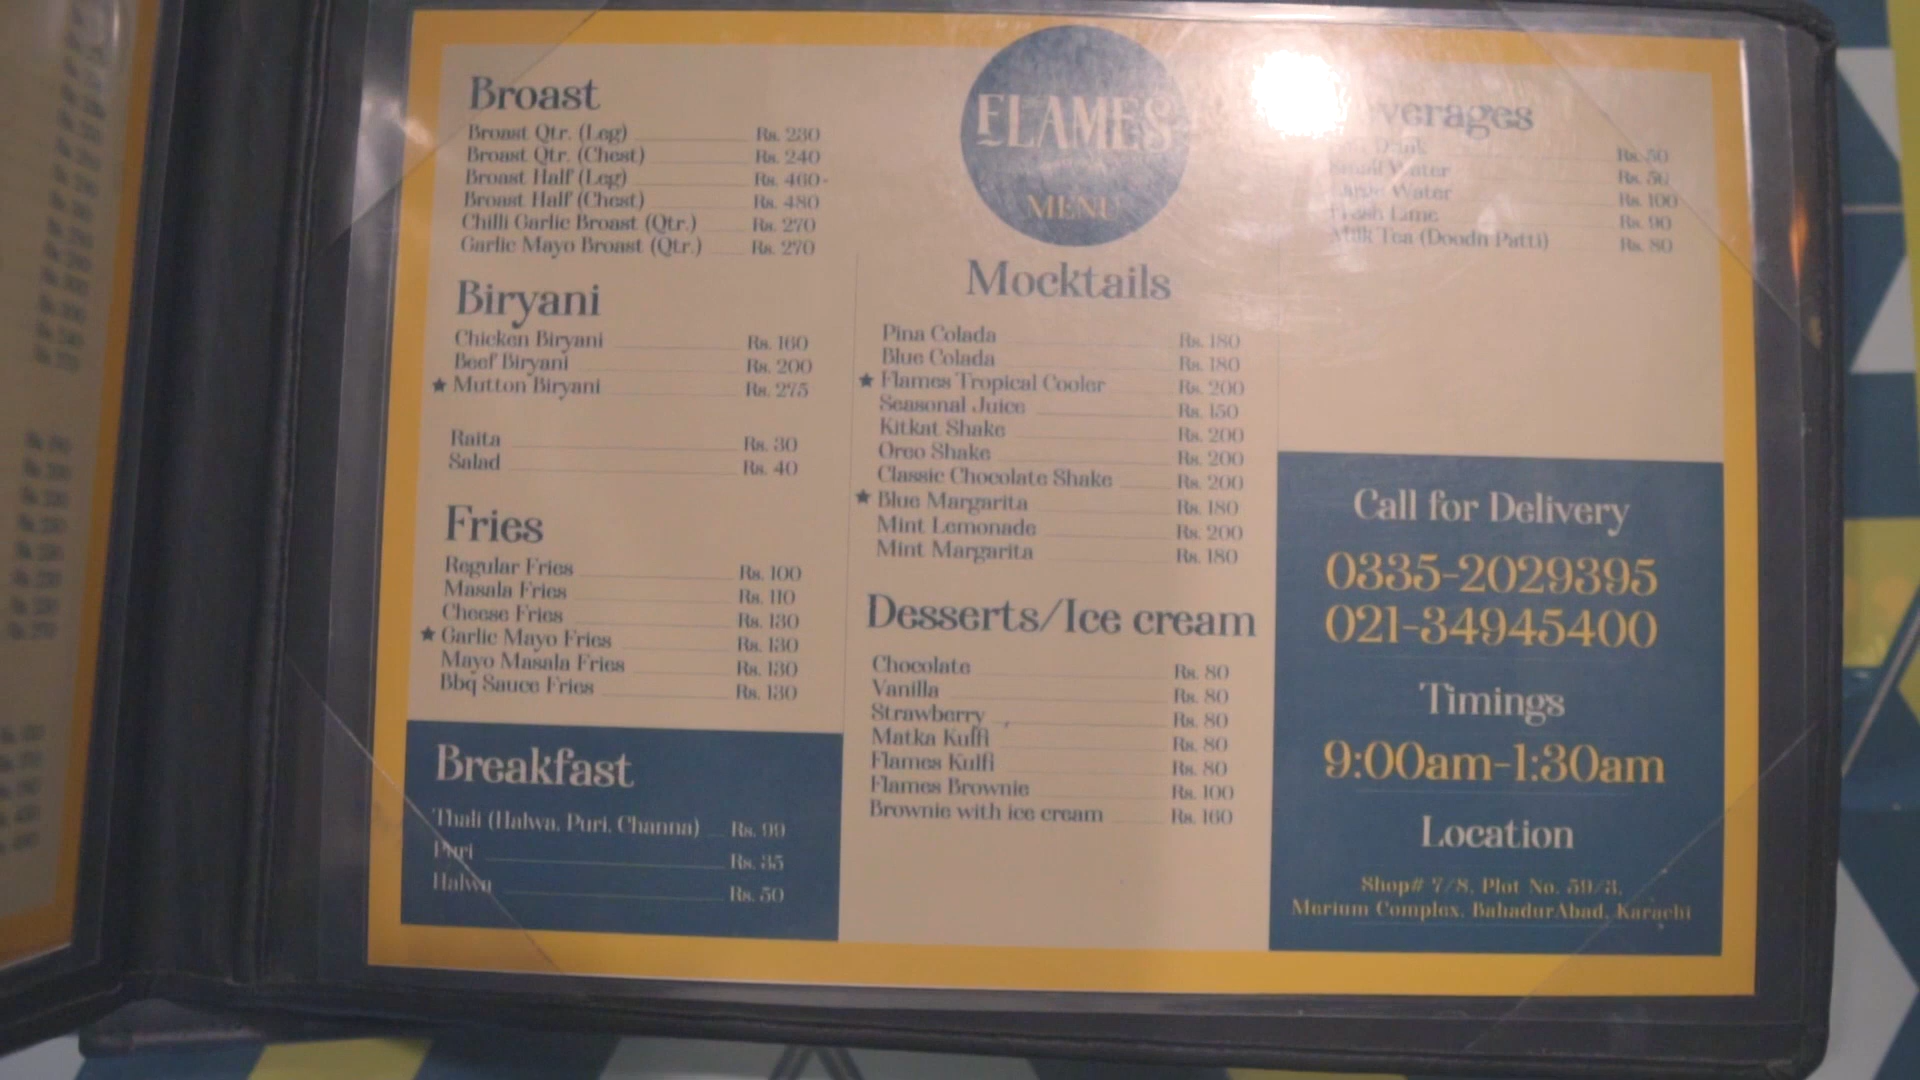 Broast
Broast Qtr. (Leg) Rs. 230
Broast Qtr. (Chest) Rs. 240
Broast Half (Leg) Rs. 460
Broast Half (Chest) Rs. 480
Chilli Garlic Broast (Qtr.) Rs. 270
Garlic Mayo Broast (Qtr.) Rs. 270
Biryani
Chicken Biryani Rs. 160
Beef Biryani Rs. 200
★ Mutton Biryani Rs. 275
Raita Rs. 30
Salad Rs. 40
Fries
Regular Fries Rs. 100
Masala Fries Rs. 110
Cheese Fries Rs. 130
★ Garlic Mayo Fries Rs. 130
Mayo Masala Fries Rs. 130
Bbq Sauce Fries Rs. 130
Breakfast
Thali (Halwa, Puri, Channa) Rs. 99
Puri Rs. 35
Halwa Rs. 50
FLAMES
MENU
Mocktails
Pina Colada Rs. 180
Blue Colada Rs. 180
★ Flames Tropical Cooler Rs. 200
Seasonal Juice Rs. 150
Kitkat Shake Rs. 200
Oreo Shake Rs. 200
Classic Chocolate Shake Rs. 200
★ Blue Margarita Rs. 180
Mint Lemonade Rs. 200
Mint Margarita Rs. 180
Desserts/Ice cream
Chocolate Rs. 80
Vanilla Rs. 80
Strawberry Rs. 80
Matka Kulfi Rs. 80
Flames Kulfi Rs. 80
Flames Brownie Rs. 100
Brownie with ice cream Rs. 160
verages
Drink Rs. 50
Small Water Rs. 50
Large Water Rs. 100
Fresh Lime Rs. 90
Milk Tea (Doodh Patti) Rs. 80
Call for Delivery
0335-2029395
021-34945400
Timings
9:00am-1:30am
Location
Shop# 7/8, Plot No. 59/3,
Marium Complex, BahadurAbad, Karachi